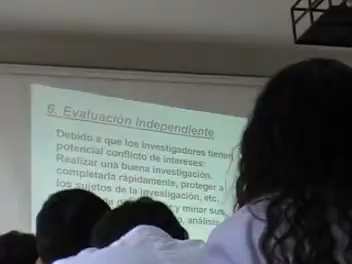 6. Evaluación Independiente
Debido a que los investigadores tienen
potencial conflicto de intereses:
Realizar una buena investigación,
completarla rápidamente, proteger a
los sujetos de la investigación, etc.
y minar sus
análisis